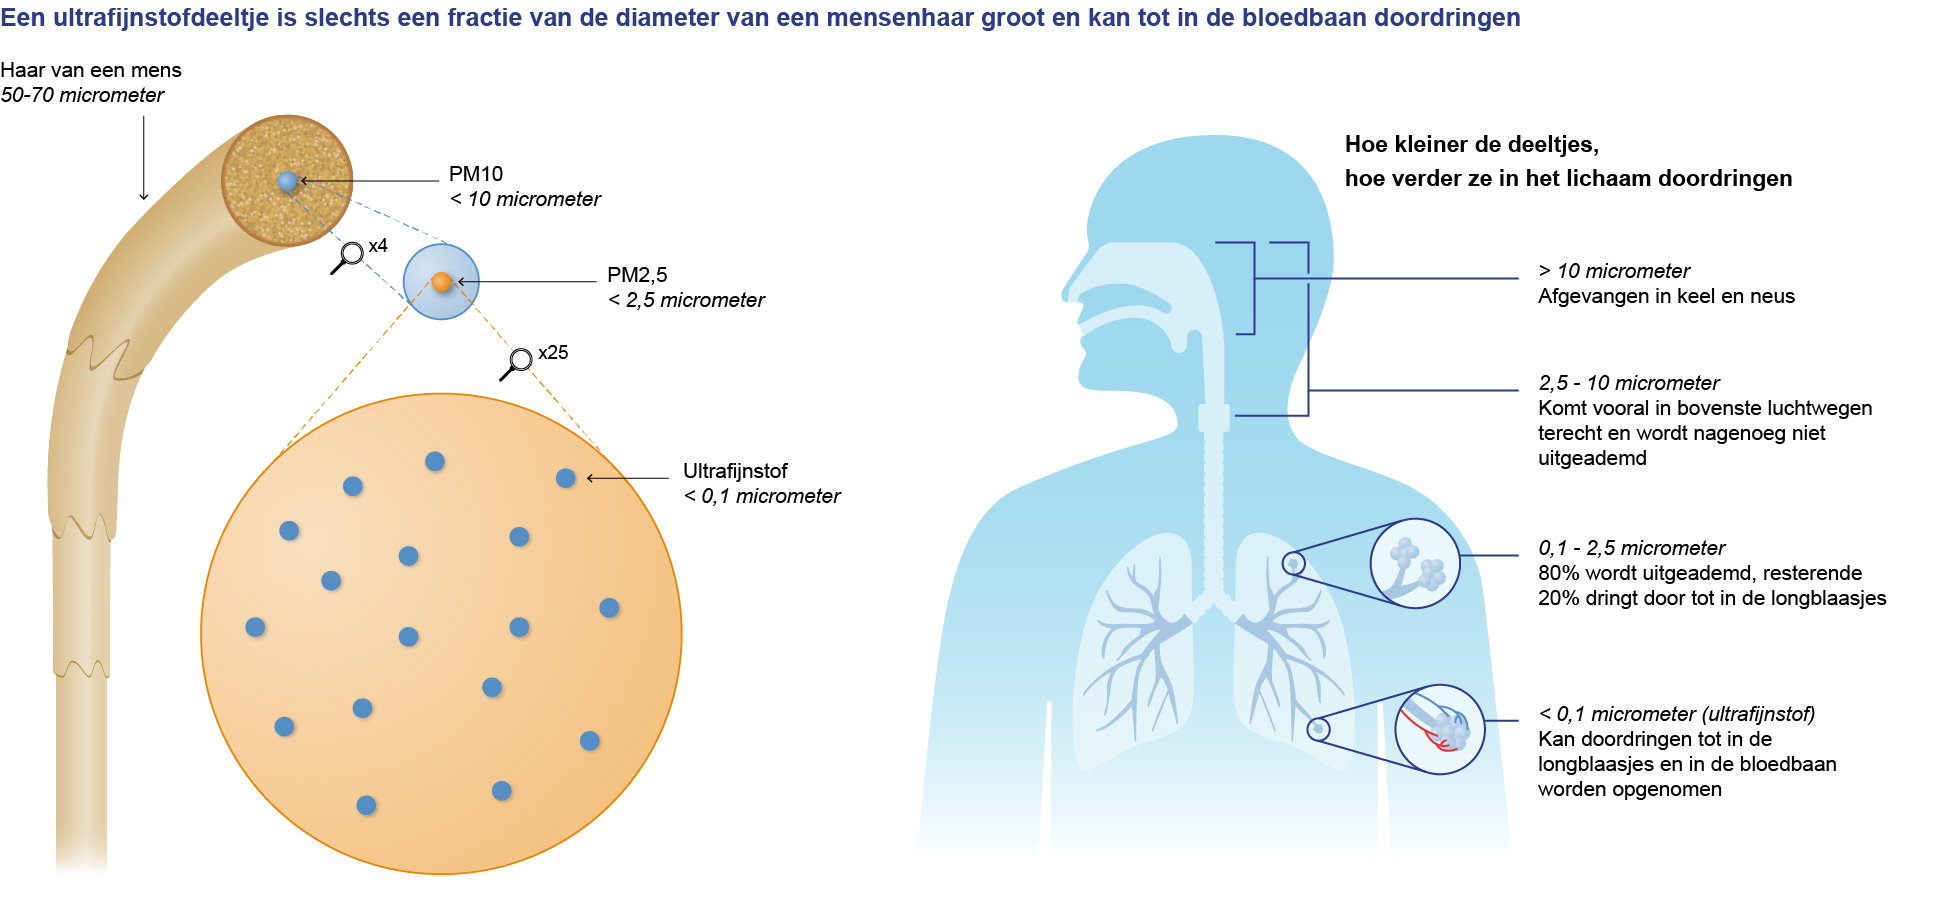 Een ultrafijnstofdeeltje is slechts een fractie van de diameter van een mensenhaar groot en kan tot in de bloedbaan doordringen
Haar van een mens
50-70 micrometer
PM10
< 10 micrometer
x4
PM2,5
< 2,5 micrometer
x25
Ultrafijnstof
< 0,1 micrometer
Hoe kleiner de deeltjes,
hoe verder ze in het lichaam doordringen
> 10 micrometer
Afgevangen in keel en neus
2,5 - 10 micrometer
Komt vooral in bovenste luchtwegen
terecht en wordt nagenoeg niet
uitgeademd
0,1 - 2,5 micrometer
80% wordt uitgeademd, resterende
20% dringt door tot in de longblaasjes
< 0,1 micrometer (ultrafijnstof)
Kan doordringen tot in de
longblaasjes en in de bloedbaan
worden opgenomen